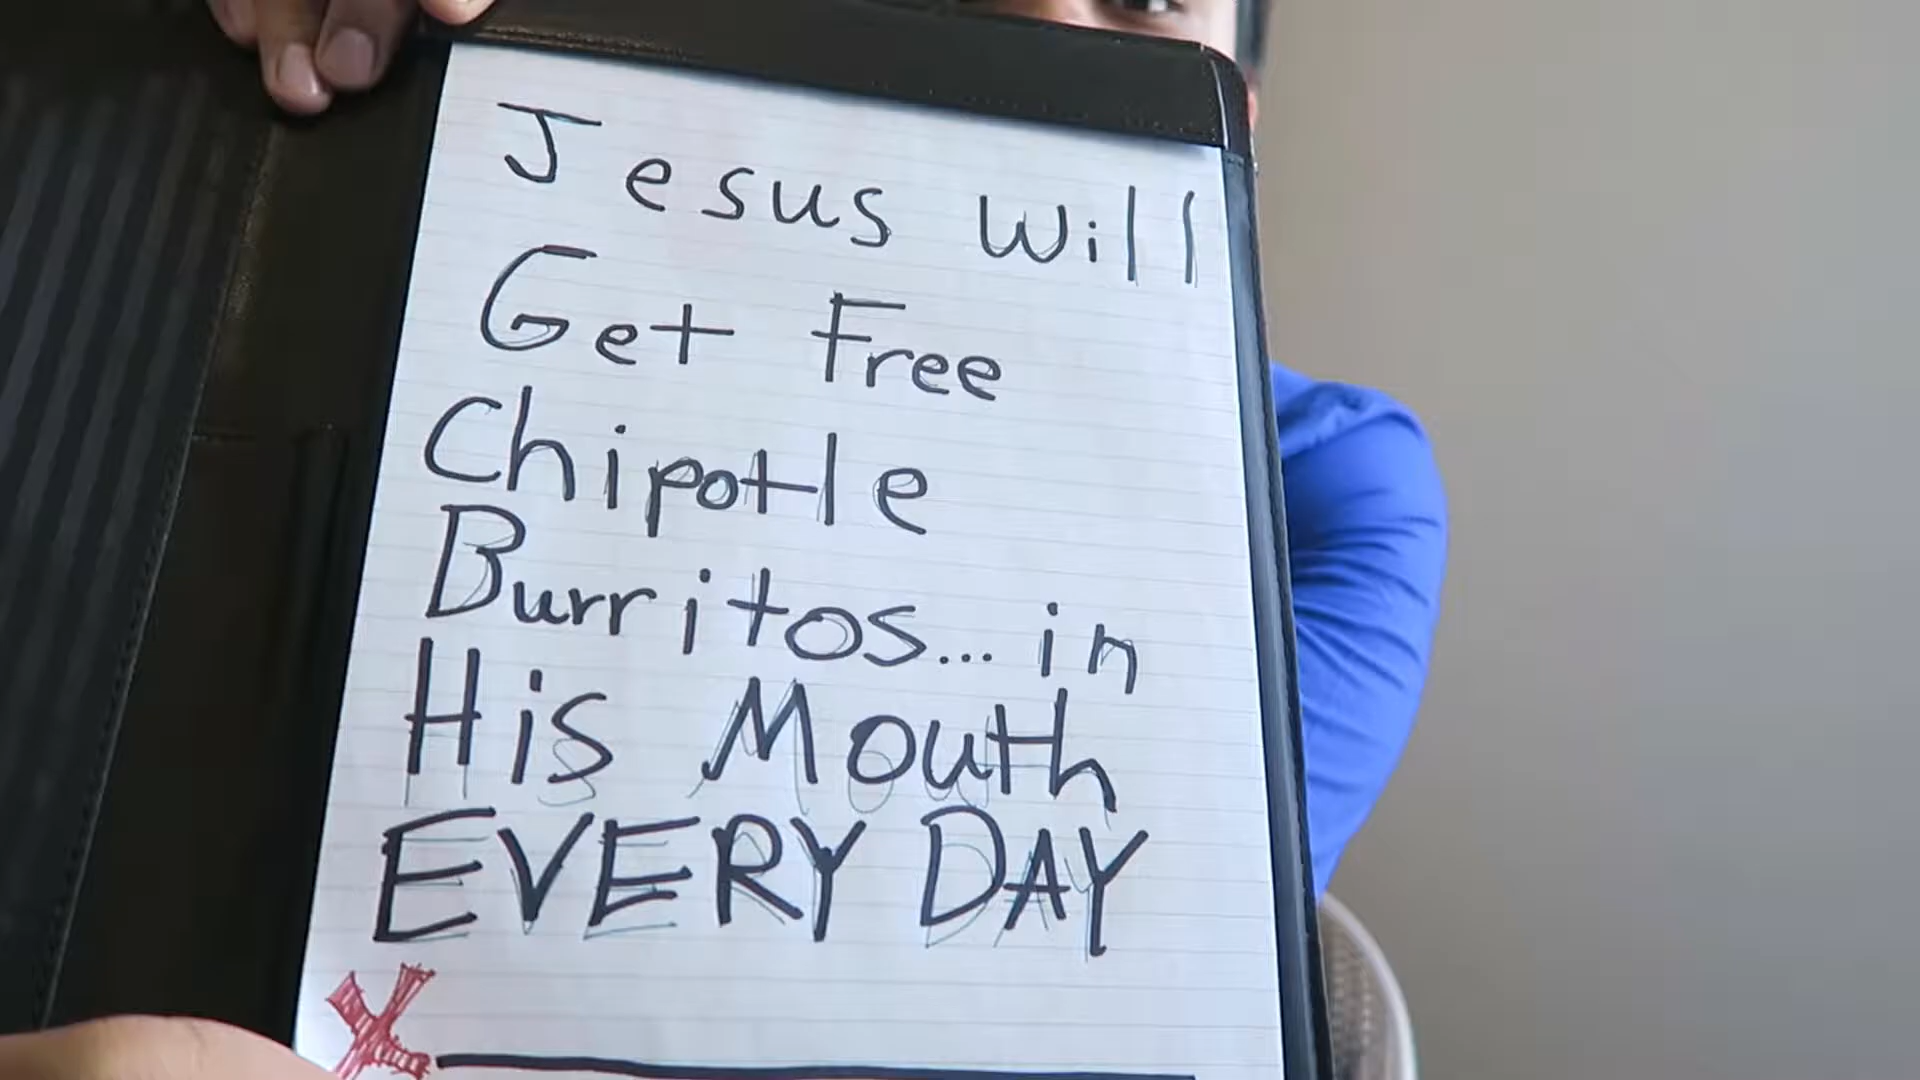 Jesus Will
Get Free
Chipotle
Burritos... in
His Mouth
EVERY DAY
X